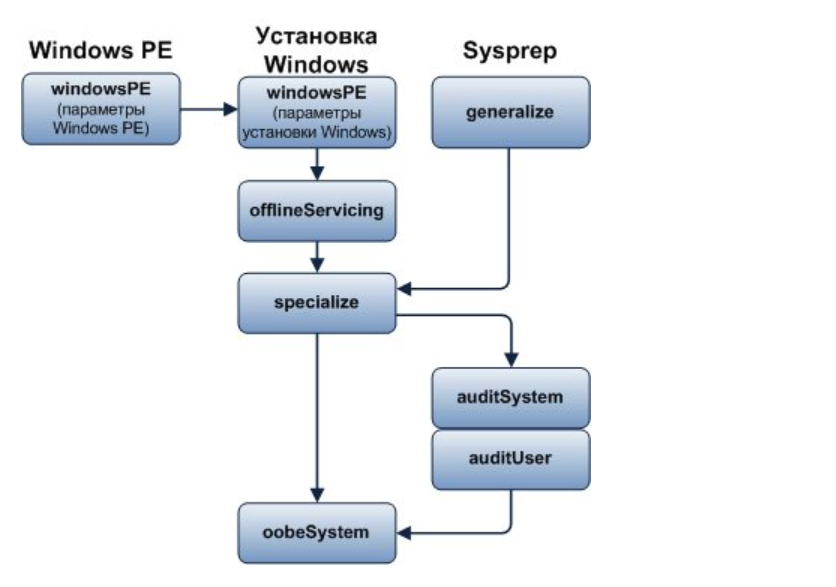 Windows PE
Установка
Windows
Sysprep
windowsPE
(параметры
Windows PE)
windowsPE
(параметры
установки Windows)
generalize
offlineServicing
specialize
auditSystem
auditUser
oobeSystem